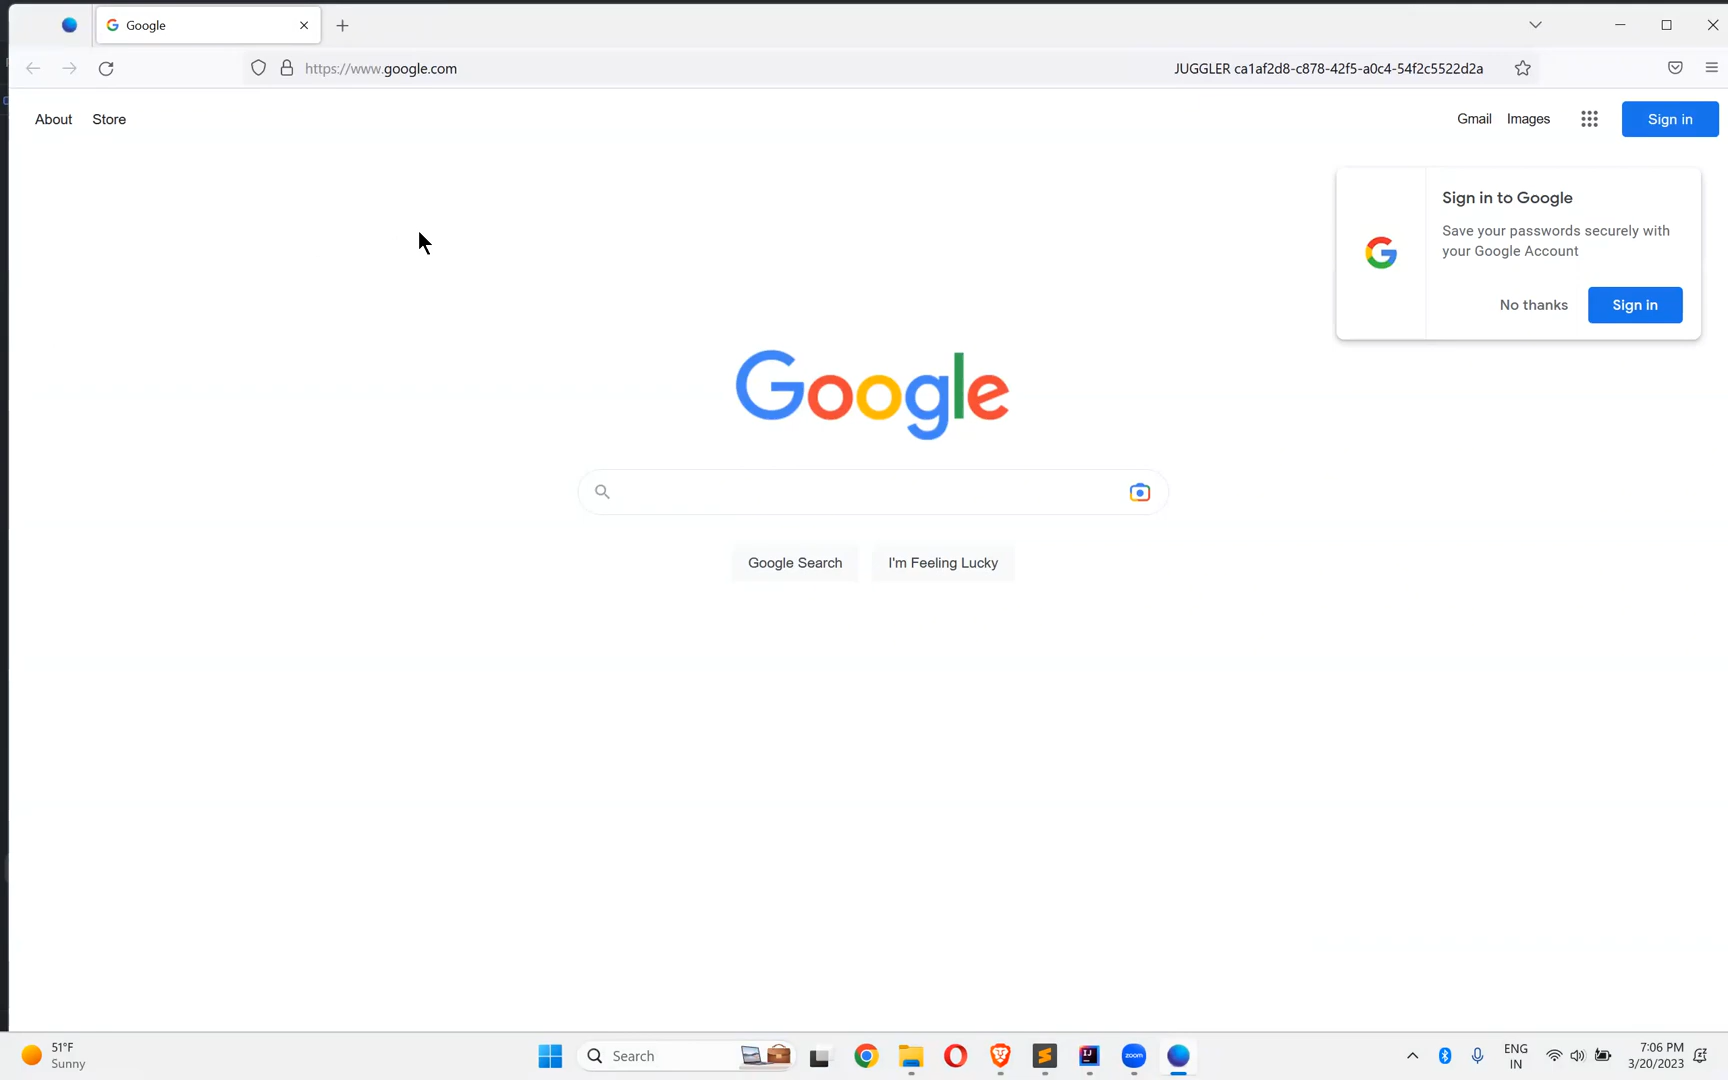 Google
https://www.google.com
JUGGLER ca1af2d8-c878-42f5-a0c4-54f2c5522d2a
About
Store
Gmail
Images
Sign in
Sign in to Google
Save your passwords securely with
your Google Account
No thanks
Sign in
Google
Google Search
I'm Feeling Lucky
51°F
Sunny
Search
zoom
ENG
IN
7:06 PM
3/20/2023